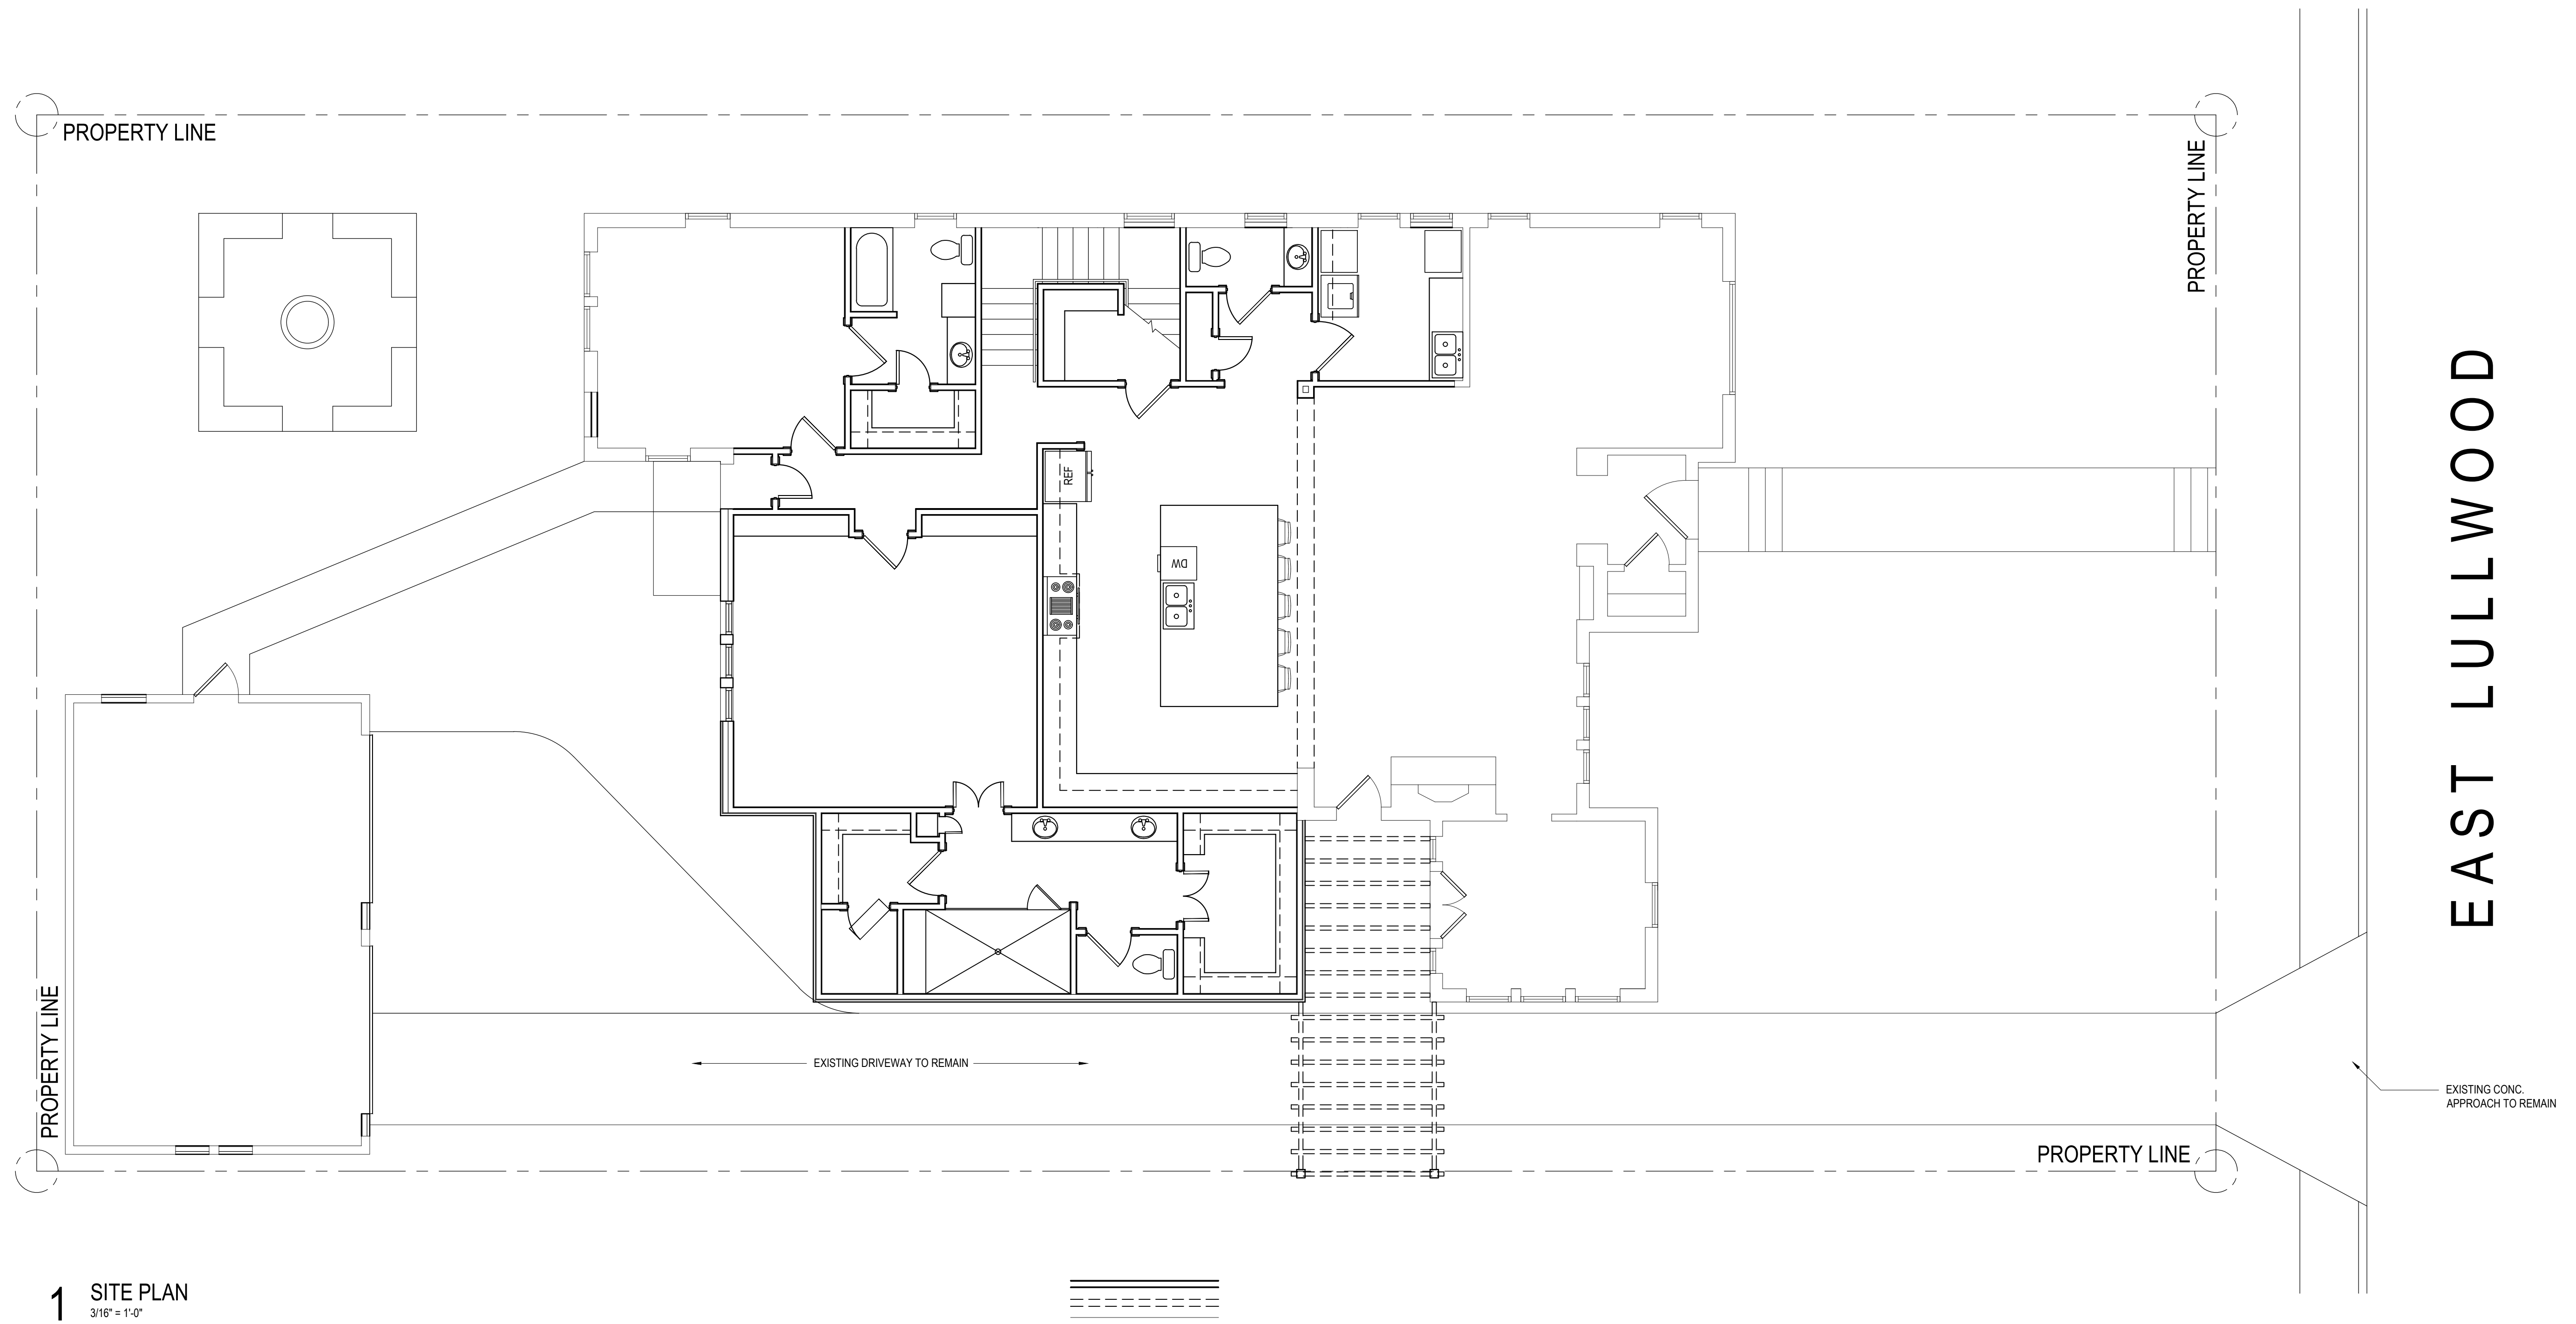 PROPERTY LINE
PROPERTY LINE
REF
DW
EAST LULLWOOD
PROPERTY LINE
EXISTING DRIVEWAY TO REMAIN
EXISTING CONC.
APPROACH TO REMAIN
PROPERTY LINE
1 SITE PLAN
3/16" = 1'-0"